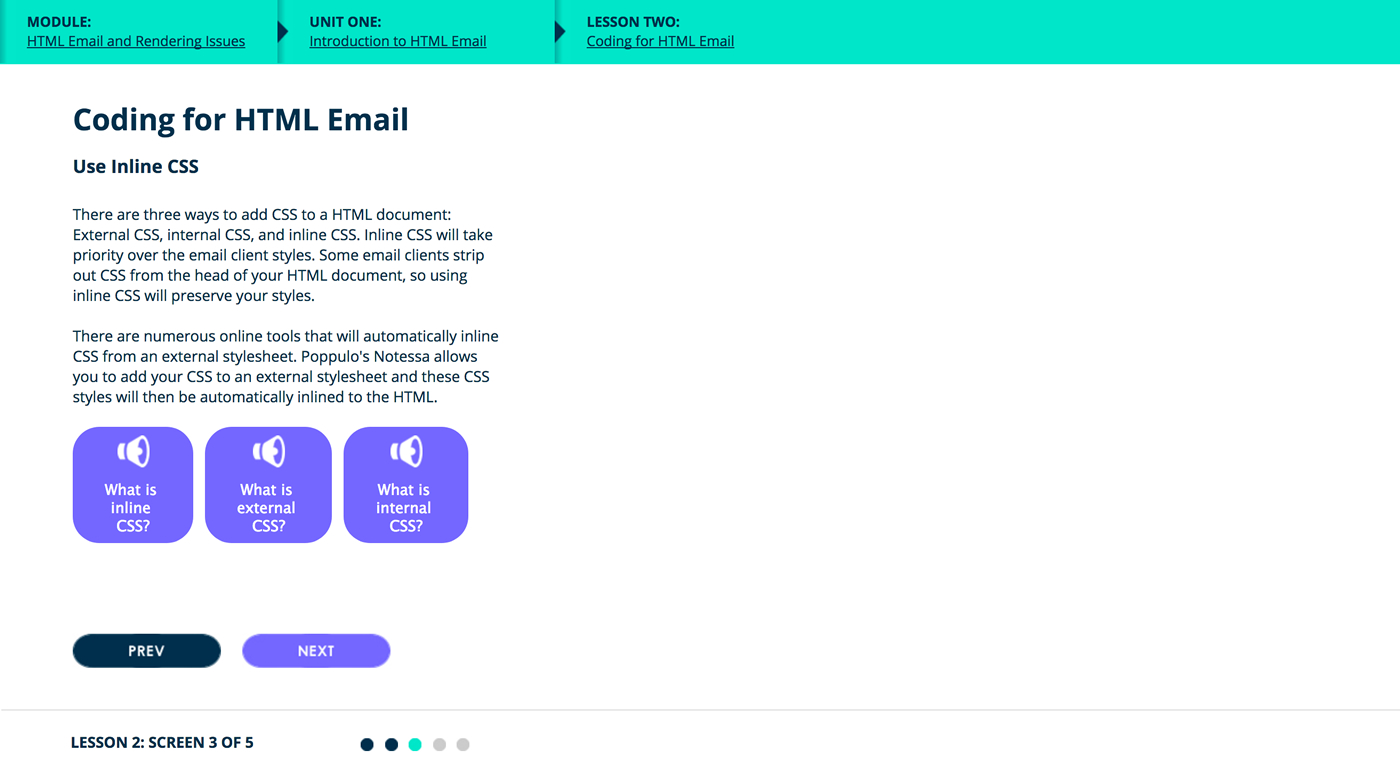 MODULE:
HTML Email and Rendering Issues
UNIT ONE:
Introduction to HTML Email
LESSON TWO:
Coding for HTML Email
Coding for HTML Email
Use Inline CSS
There are three ways to add CSS to a HTML document:
External CSS, internal CSS, and inline CSS. Inline CSS will take
priority over the email client styles. Some email clients strip
out CSS from the head of your HTML document, so using
inline CSS will preserve your styles.
There are numerous online tools that will automatically inline
CSS from an external stylesheet. Poppulo's Notessa allows
you to add your CSS to an external stylesheet and these CSS
styles will then be automatically inlined to the HTML.
What is
inline
CSS?
What is
external
CSS?
What is
internal
CSS?
PREV
NEXT
LESSON 2: SCREEN 3 OF 5